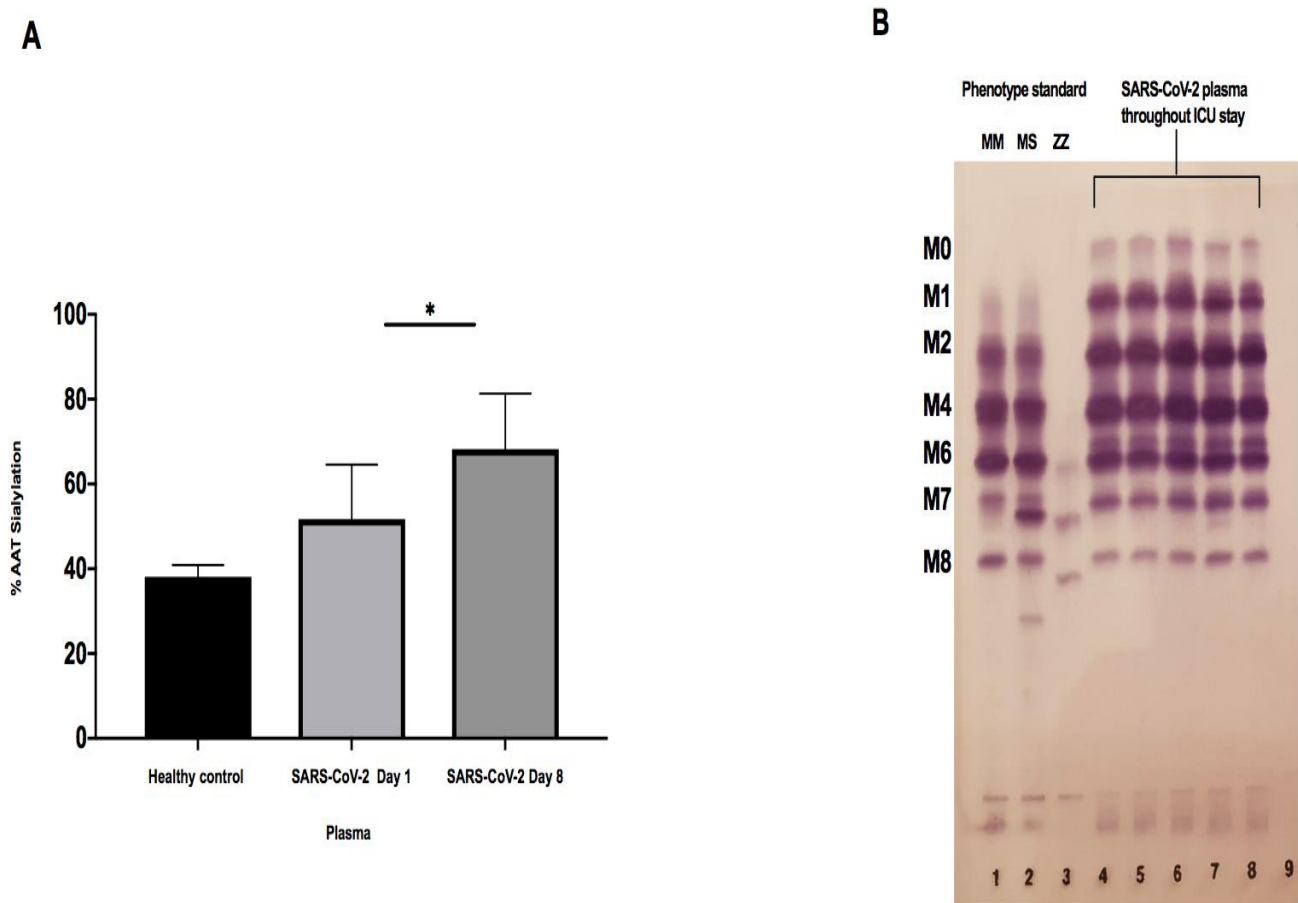 A
B
Phenotype standard
SARS-CoV-2 plasma
throughout ICU stay
MM MS ZZ
M0
M1
M2
M4
M6
M7
M8
1 2 3 4 5 6 7 8 9
100
80
60
40
20
0
*
% AAT Sialylation
Healthy control
SARS-CoV-2 Day 1
SARS-CoV-2 Day 8
Plasma